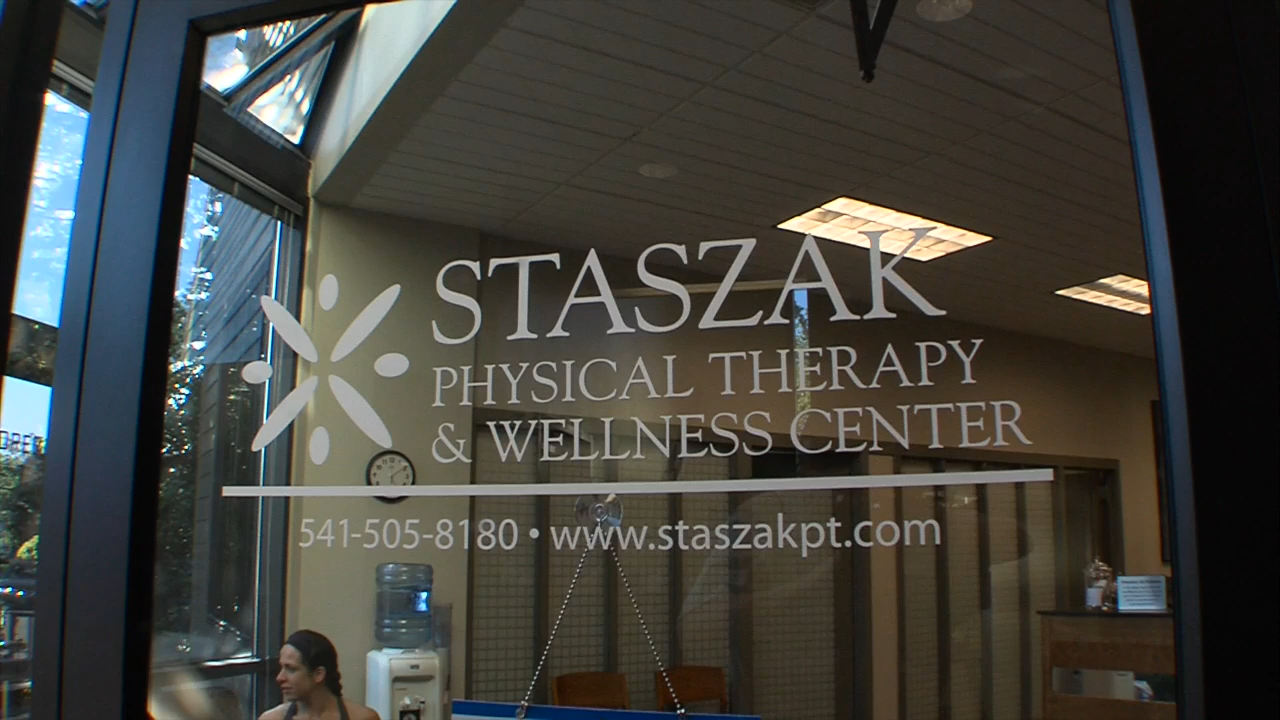 STASZAK
PHYSICAL THERAPY
& WELLNESS CENTER
541-505-8180 • www.staszakpt.com